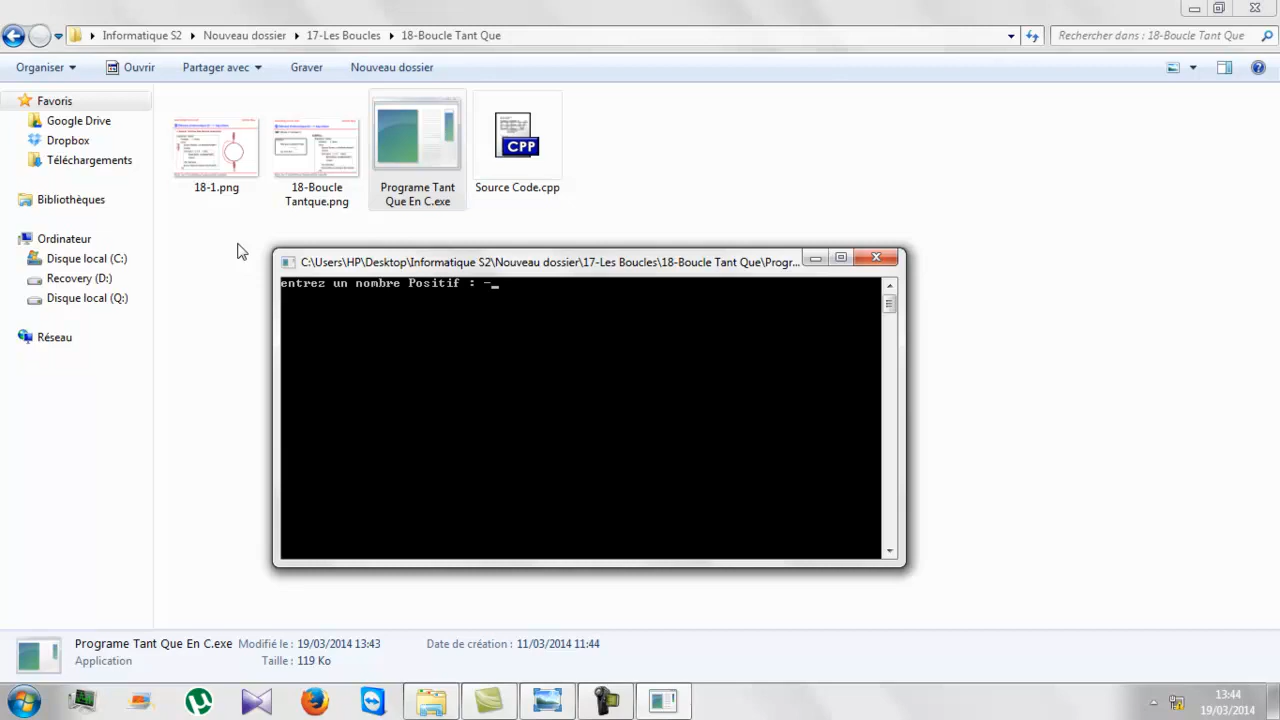 Informatique S2
Nouveau dossier
17-Les Boucles
18-Boucle Tant Que
Rechercher dans : 18-Boucle Tant Que
Organiser
Ouvrir
Partager avec
Graver
Nouveau dossier
Favoris
Google Drive
Dropbox
Téléchargements
Bibliothèques
Ordinateur
Disque local (C:)
Recovery (D:)
Disque local (Q:)
Réseau
18-1.png
18-Boucle
Tantque.png
Programe Tant
Que En C.exe
CPP
Source Code.cpp
C:\Users\HP\Desktop\Informatique S2\Nouveau dossier\17-Les Boucles\18-Boucle Tant Que\Progr...
entrez un nombre Positif : -_
Programe Tant Que En C.exe
Modifié le : 19/03/2014 13:43
Date de création : 11/03/2014 11:44
Application
Taille : 119 Ko
13:44
19/03/2014